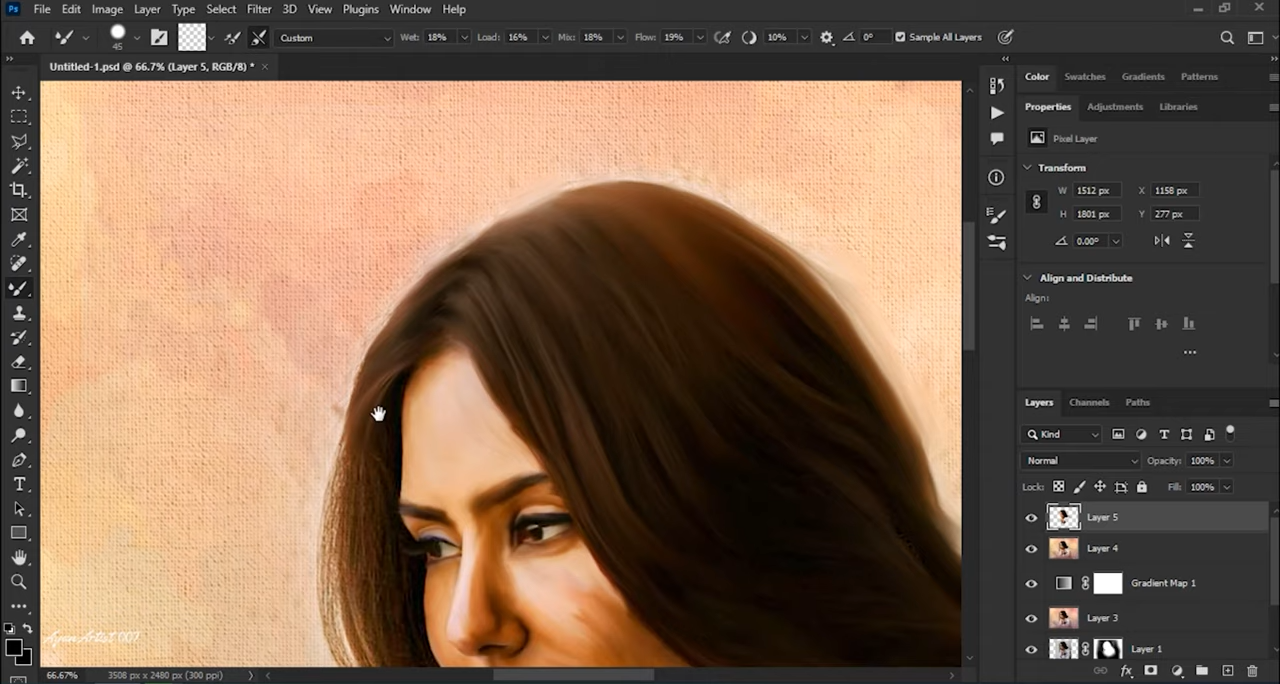 Ps File Edit Image Layer Type Select Filter 3D View Plugins Window Help
45 Custom Wet: 18% Load: 16% Mix: 18% Flow: 19% 10% 0° Sample All Layers
Untitled-1.psd @ 66.7% (Layer 5, RGB/8) * ×
Color Swatches Gradients Patterns
Properties Adjustments Libraries
Pixel Layer
Transform
W 1512 px X 1158 px
H 1801 px Y 277 px
0.00°
Align and Distribute
Align:
Layers Channels Paths
Kind
Normal Opacity: 100%
Lock: Fill: 100%
Layer 5
Layer 4
Gradient Map 1
Layer 3
Layer 1
Ayan Artist 007
66.67% 3508 px x 2480 px (300 ppi)